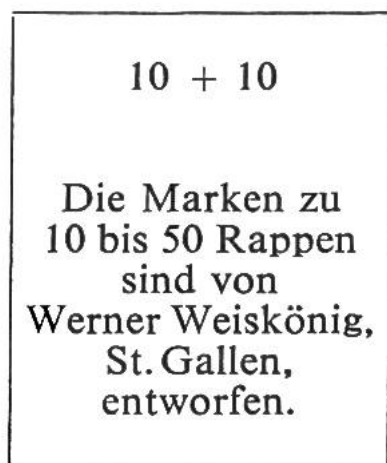 10 + 10
Die Marken zu
10 bis 50 Rappen
sind von
Werner Weiskönig,
St. Gallen,
entworfen.